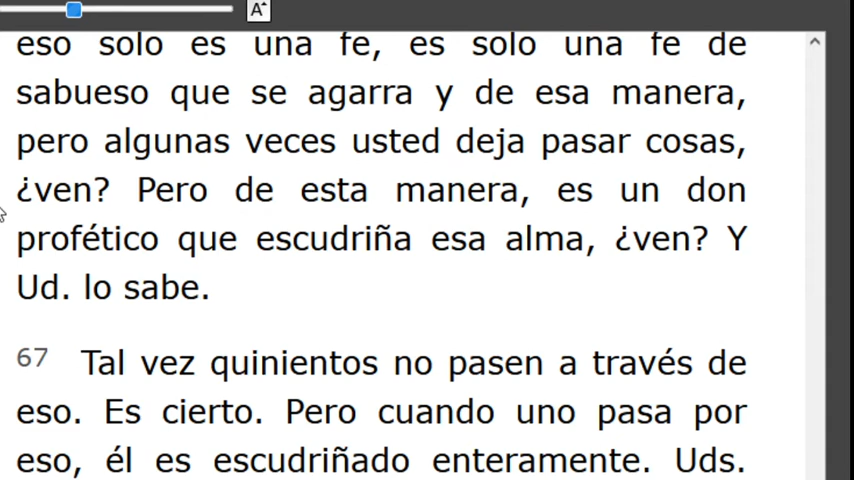 A
eso solo es una fe, es solo una fe de
sabueso que se agarra y de esa manera,
pero algunas veces usted deja pasar cosas,
¿ven? Pero de esta manera, es un don
profético que escudriña esa alma, ¿ven? Y
Ud. lo sabe.
67 Tal vez quinientos no pasen a través de
eso. Es cierto. Pero cuando uno pasa por
eso, él es escudriñado enteramente. Uds.